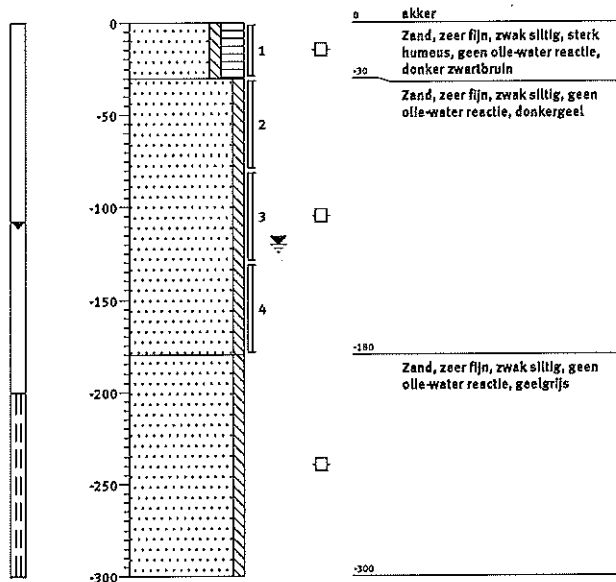 0 akker
Zand, zeer fijn, zwak siltig, sterk
humeus, geen olie-water reactie,
donker zwartbruin
-30
Zand, zeer fijn, zwak siltig, geen
olie-water reactie, donkergeel
-180
Zand, zeer fijn, zwak siltig, geen
olie-water reactie, geelgrijs
-300
0
-50
-100
-150
-200
-250
-300
1
2
3
4